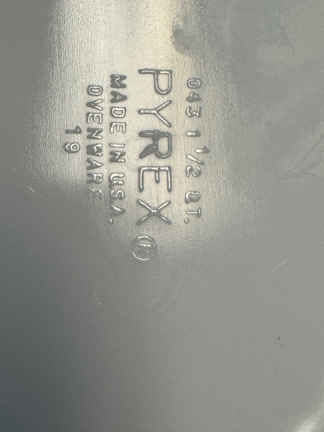 043 1 1/2 QT.
PYREX ®
MADE IN U.S.A.
OVENWARE
19